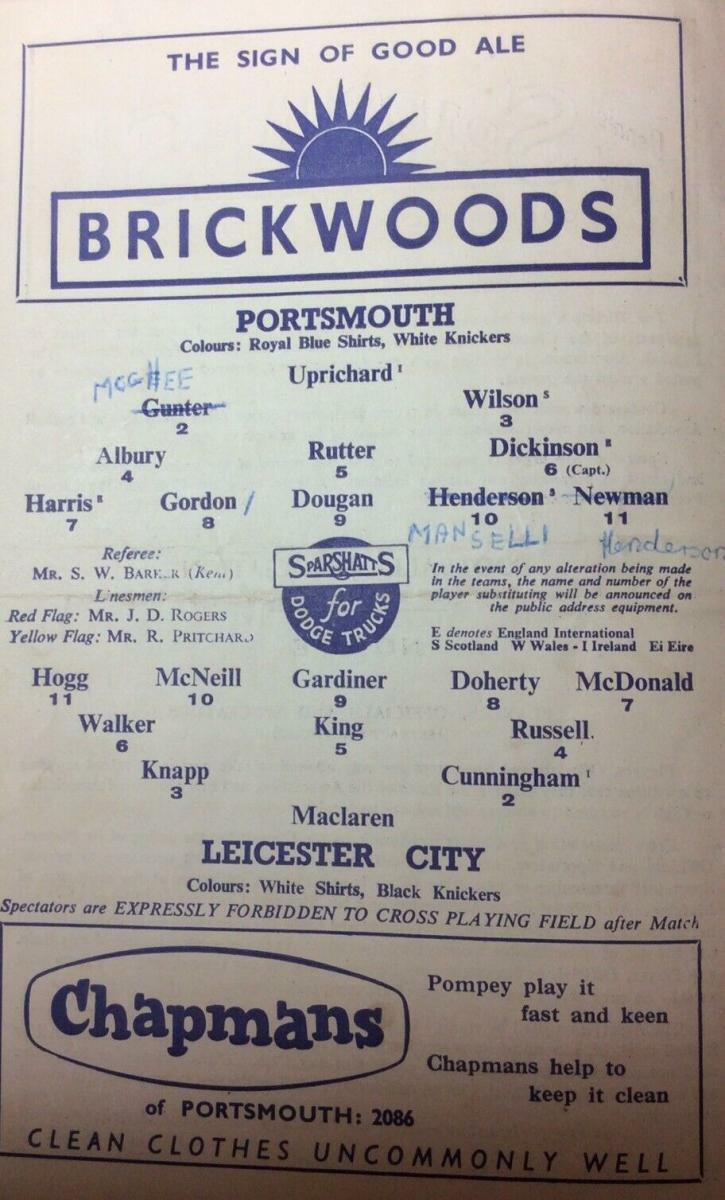 THE SIGN OF GOOD ALE
BRICKWOODS
PORTSMOUTH
Colours: Royal Blue Shirts, White Knickers
Uprichard I
MCGHEE
Gunter
2
Wilson S
3
Albury
4
Rutter
5
Dickinson E
6 (Capt.)
Harris E
7
Gordon /
8
Dougan
9
Henderson S
10
Newman
11
MANSELLI
Henderson
Referee:
MR. S. W. (Kent)
Linesmen:
Red Flag: MR. J. D. ROGERS
Yellow Flag: MR. R. PRITCHARD
SPARSHATTS
for
DODGE TRUCKS
In the event of any alteration being made
in the teams, the name and number of the
player substituting will be announced on
the public address equipment.
E denotes England International
S Scotland W Wales - I Ireland Ei Eire
Hogg
11
McNeill
10
Gardiner
9
Doherty
8
McDonald
7
Walker
6
King
5
Russell.
4
Knapp
3
Cunningham I
2
Maclaren
LEICESTER CITY
Colours: White Shirts, Black Knickers
Spectators are EXPRESSLY FORBIDDEN TO CROSS PLAYING FIELD after Match
Chapmans
of PORTSMOUTH: 2086
Pompey play it
fast and keen
Chapmans help to
keep it clean
CLEAN CLOTHES UNCOMMONLY WELL